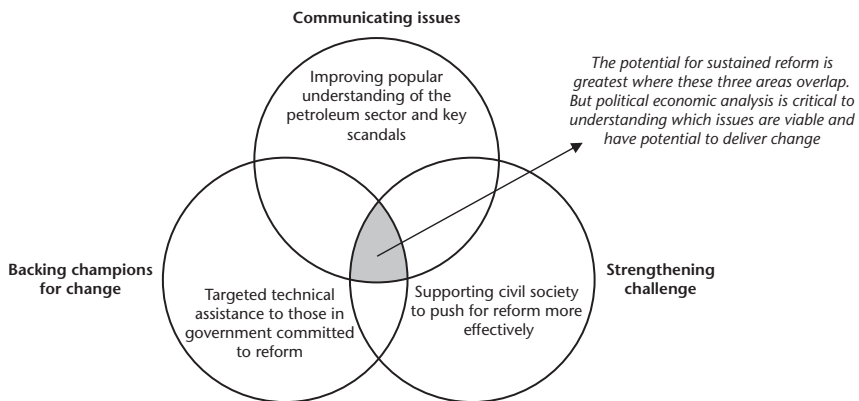 Communicating issues
Improving popular
understanding of the
petroleum sector and key
scandals
The potential for sustained reform is
greatest where these three areas overlap.
But political economic analysis is critical to
understanding which issues are viable and
have potential to deliver change
Backing champions
for change
Targeted technical
assistance to those in
government committed
to reform
Supporting civil society
to push for reform more
effectively
Strengthening
challenge